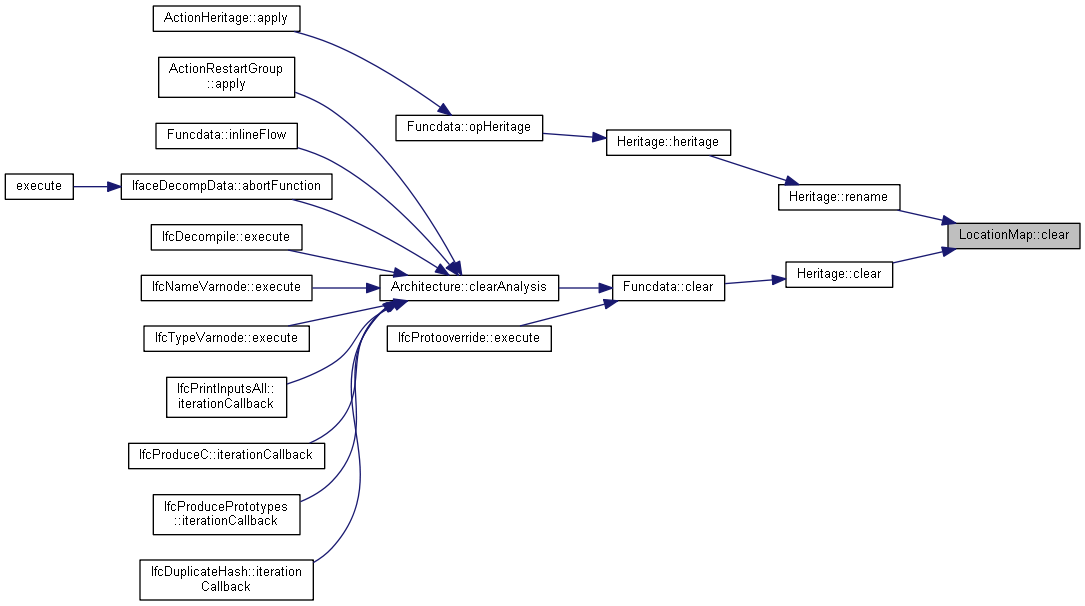 ActionHeritage::apply
ActionRestartGroup
::apply
Funcdata::opHeritage
Funcdata::inlineFlow
Heritage::heritage
execute
IfaceDecompData::abortFunction
Heritage::rename
IfcDecompile::execute
LocationMap::clear
IfcNameVarnode::execute
Architecture::clearAnalysis
Funcdata::clear
Heritage::clear
IfcTypeVarnode::execute
IfcProtooverride::execute
IfcPrintInputsAll::
iterationCallback
IfcProduceC::iterationCallback
IfcProducePrototypes
::iterationCallback
IfcDuplicateHash::iteration
Callback